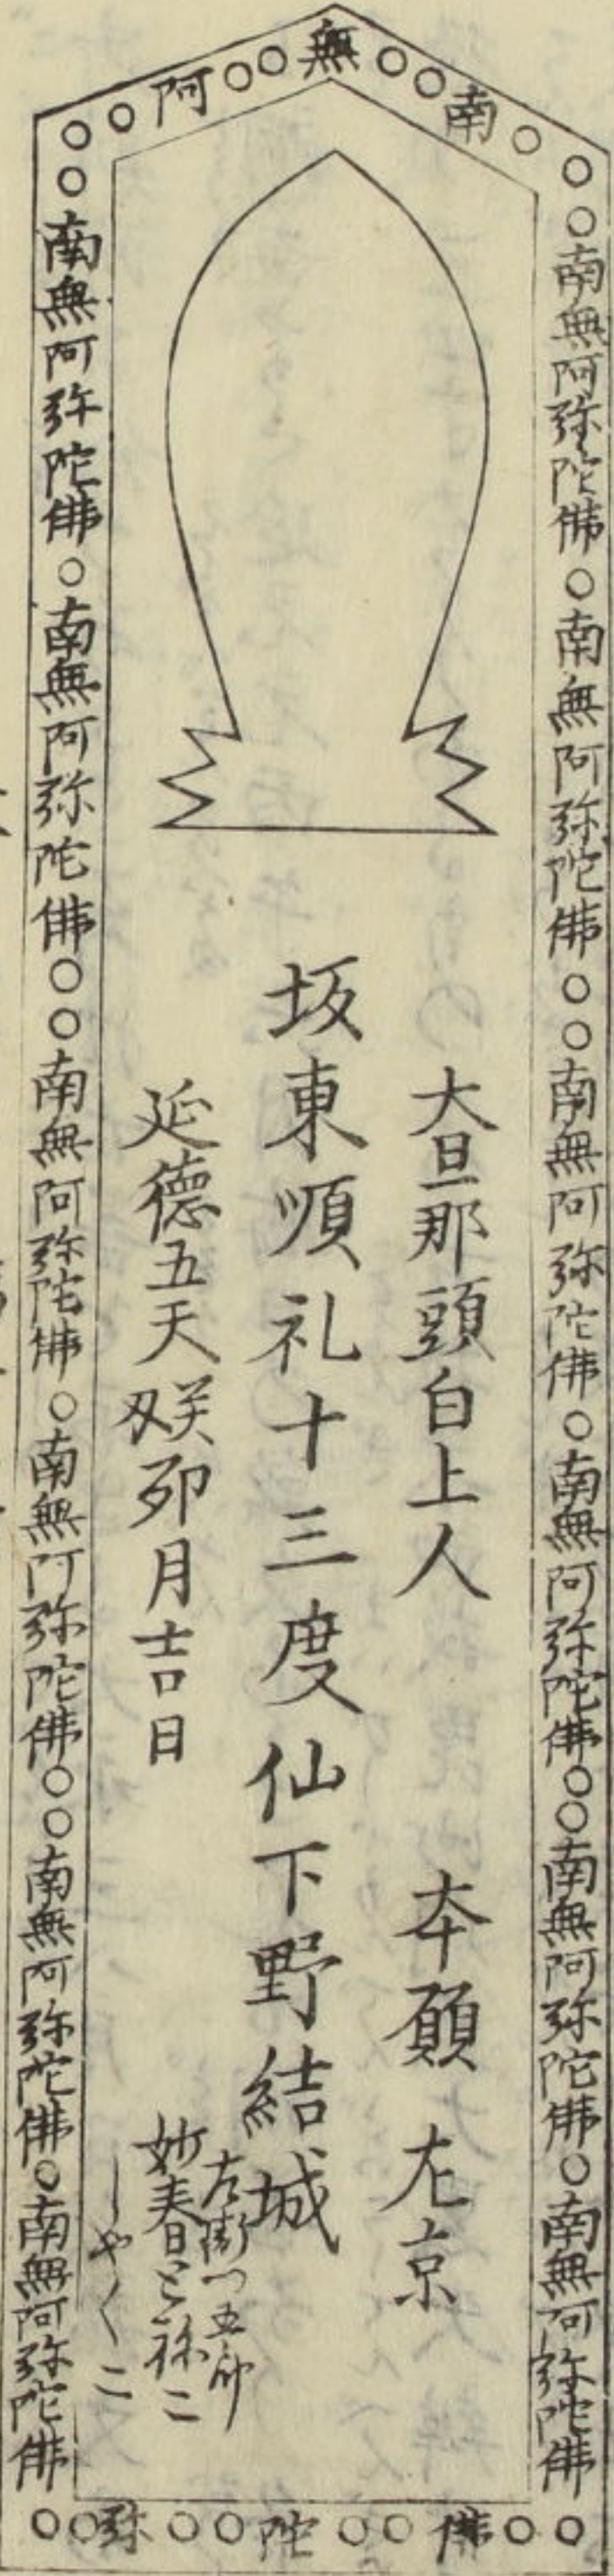 南○○無○○阿○○
○○南無阿弥陀佛○南無阿弥陀佛○○南無阿弥陀佛○南無阿弥陀佛○○南無阿弥陀佛○南無阿弥陀佛
大旦那頭白上人 本願 左京
坂東順礼十三度仙下野結城
延徳五天癸丑卯月吉日
妙春
○南無阿弥陀佛○南無阿弥陀佛○○南無阿弥陀佛○南無阿弥陀佛○○南無阿弥陀佛○南無阿弥陀佛
○○弥○○陀○○佛○○